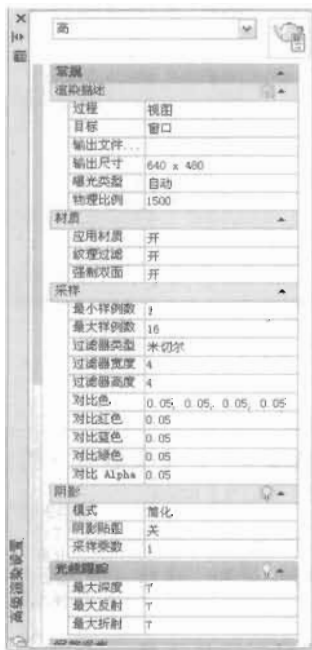 高
常规
渲染描述
过程 视图
目标 窗口
输出文件...
输出尺寸 640 x 480
曝光类型 自动
物理比例 1500
材质
应用材质 开
纹理过滤 开
强制双面 开
采样
最小样例数
最大样例数 16
过滤器类型 米切尔
过滤器宽度 4
过滤器高度 4
对比色 0.05, 0.05, 0.05, 0.05
对比红色 0.05
对比蓝色 0.05
对比绿色 0.05
对比 Alpha 0.05
阴影
模式 简化
阴影贴图 关
采样乘数 1
光线跟踪
最大深度 7
最大反射 7
最大折射 7
高级渲染设置